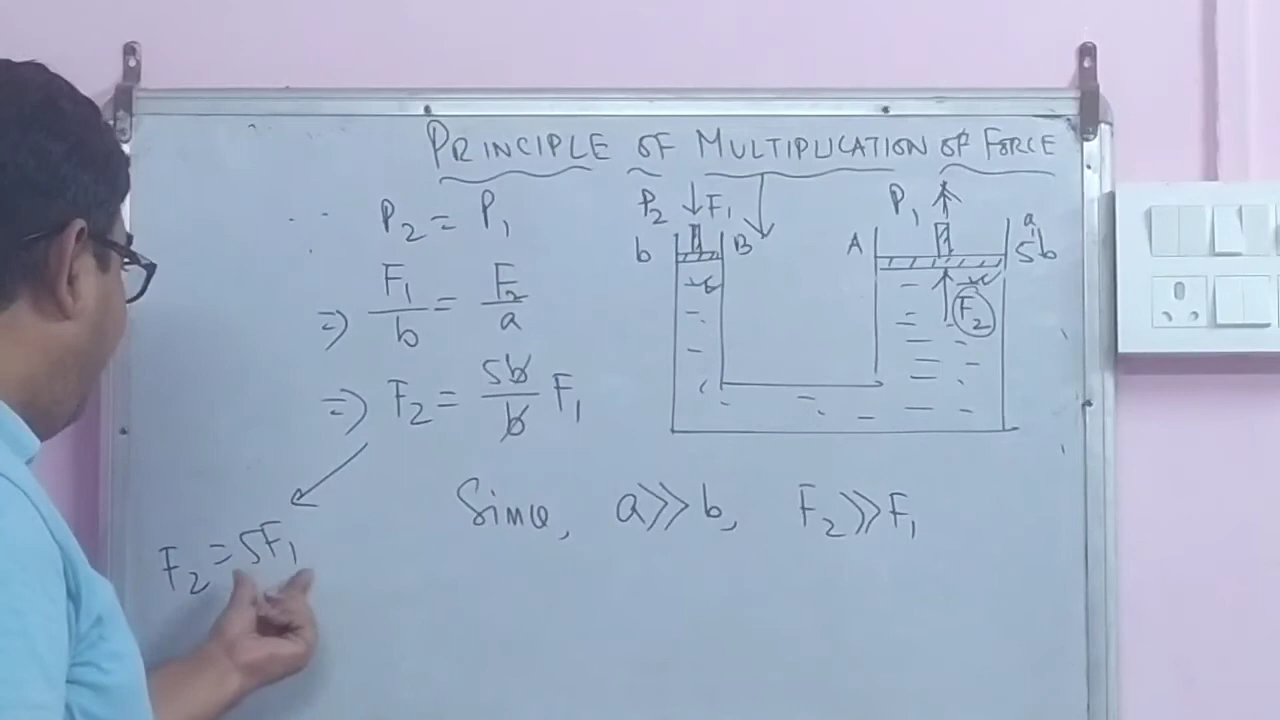 PRINCIPLE OF MULTIPLICATION OF FORCE
P₂ = P₁
⇒ F₁/b = F₂/a
⇒ F₂ = 5b/b F₁
F₂ = 5F₁
P₂ ↓ F₁
b B
P₁
A a
5b
F₂
Since, a >> b, F₂ >> F₁